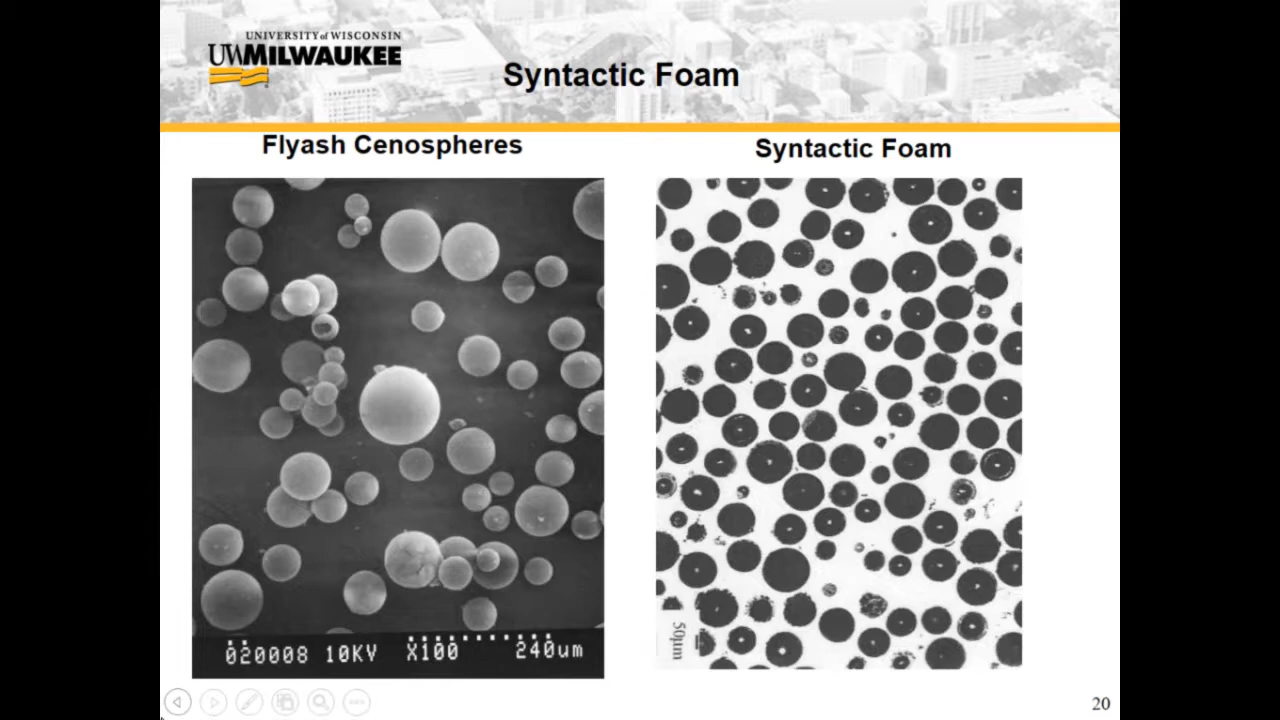 UNIVERSITY of WISCONSIN
UWMILWAUKEE
Syntactic Foam
Flyash Cenospheres
Syntactic Foam
020008 10KV X100 240um
50μm
20